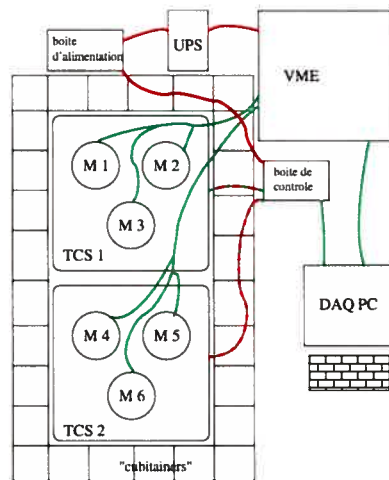 boite
d'alimentation
UPS
VME
M 1
M 2
M 3
TCS 1
boite de
controle
M 4
M 5
M 6
TCS 2
DAQ PC
"cubitainers"